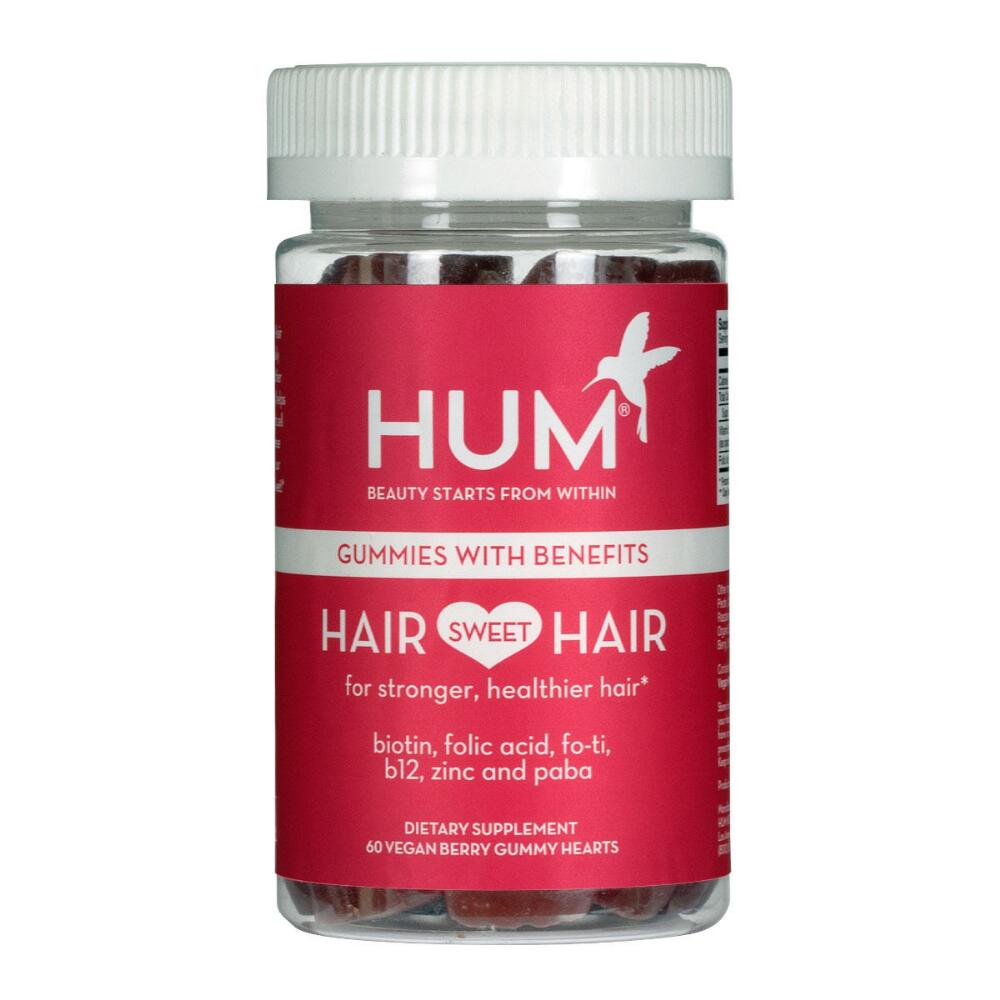 HUM®
BEAUTY STARTS FROM WITHIN
GUMMIES WITH BENEFITS
HAIR SWEET HAIR
for stronger, healthier hair*
biotin, folic acid, fo-ti,
b12, zinc and paba
DIETARY SUPPLEMENT
60 VEGAN BERRY GUMMY HEARTS